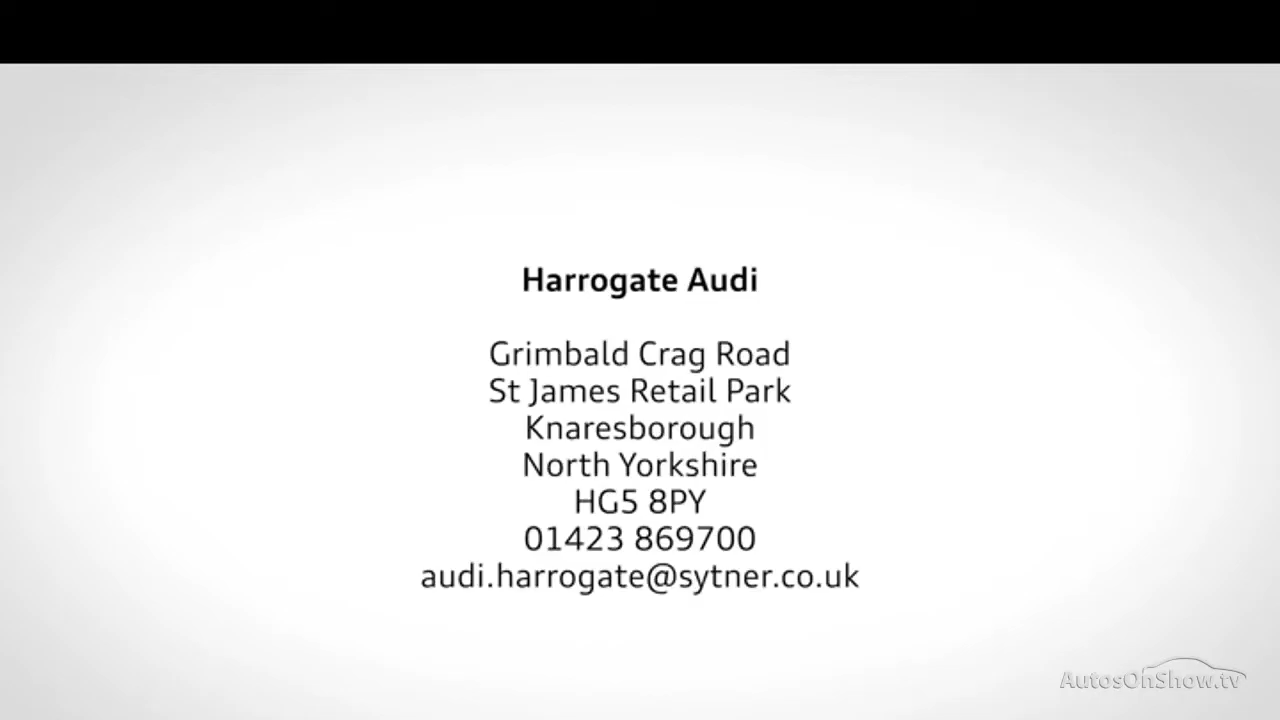 Harrogate Audi
Grimbald Crag Road
St James Retail Park
Knaresborough
North Yorkshire
HG5 8PY
01423 869700
audi.harrogate@sytner.co.uk
AutosOnShow.tv